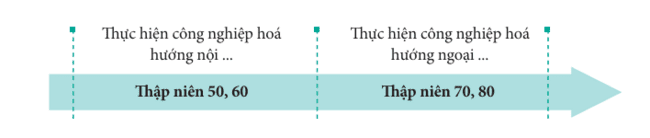 Thực hiện công nghiệp hoá
hướng nội ...
Thập niên 50, 60
Thực hiện công nghiệp hoá
hướng ngoại ...
Thập niên 70, 80